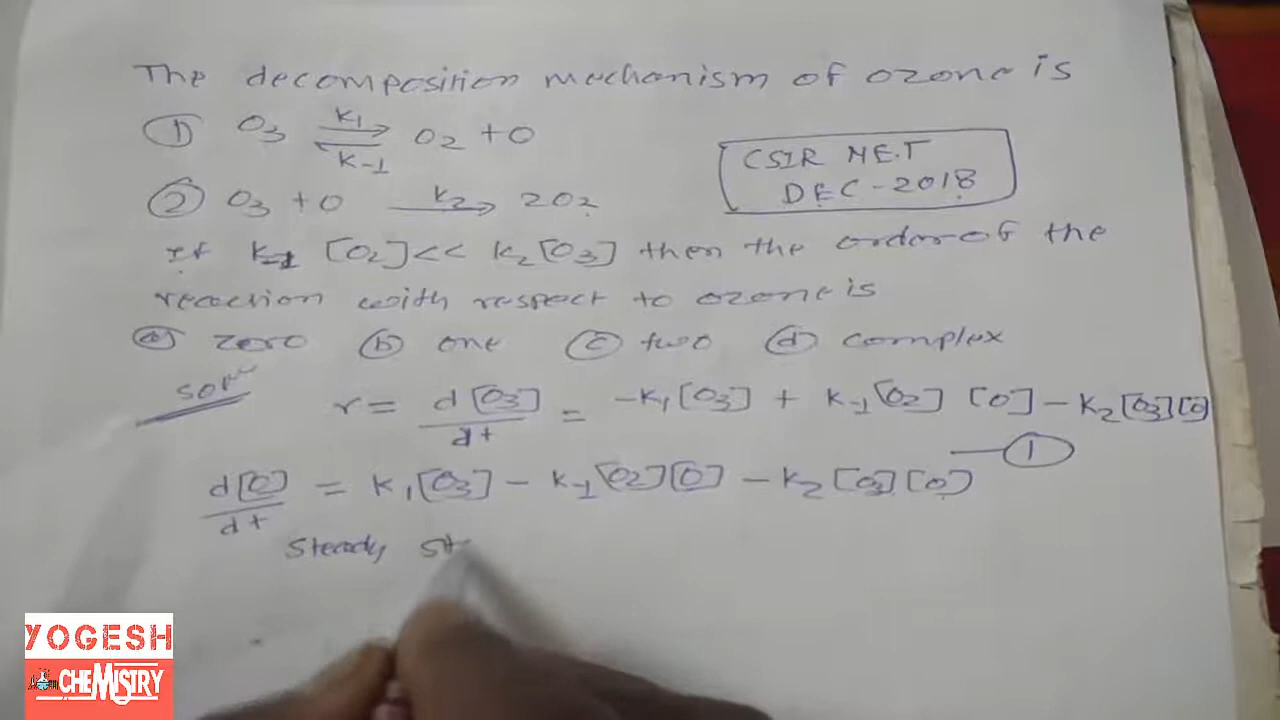 The decomposition mechanism of ozone is
① O3 ⇌ O2 + O
K1
K-1
CSIR NET
DEC-2018
② O3 + O → 2O2
K2
If K-1 [O2] << K2 [O3] then the order of the
reaction with respect to ozone is
ⓐ zero ⓑ one ⓒ two ⓓ complex
Solⁿ
r = d[O3]/dt = -K1[O3] + K-1[O2] [O] - K2[O3][O]
①
d[O]/dt = K1[O3] - K-1[O2][O] - K2[O3][O]
Steady st
YOGESH
CHEMISTRY